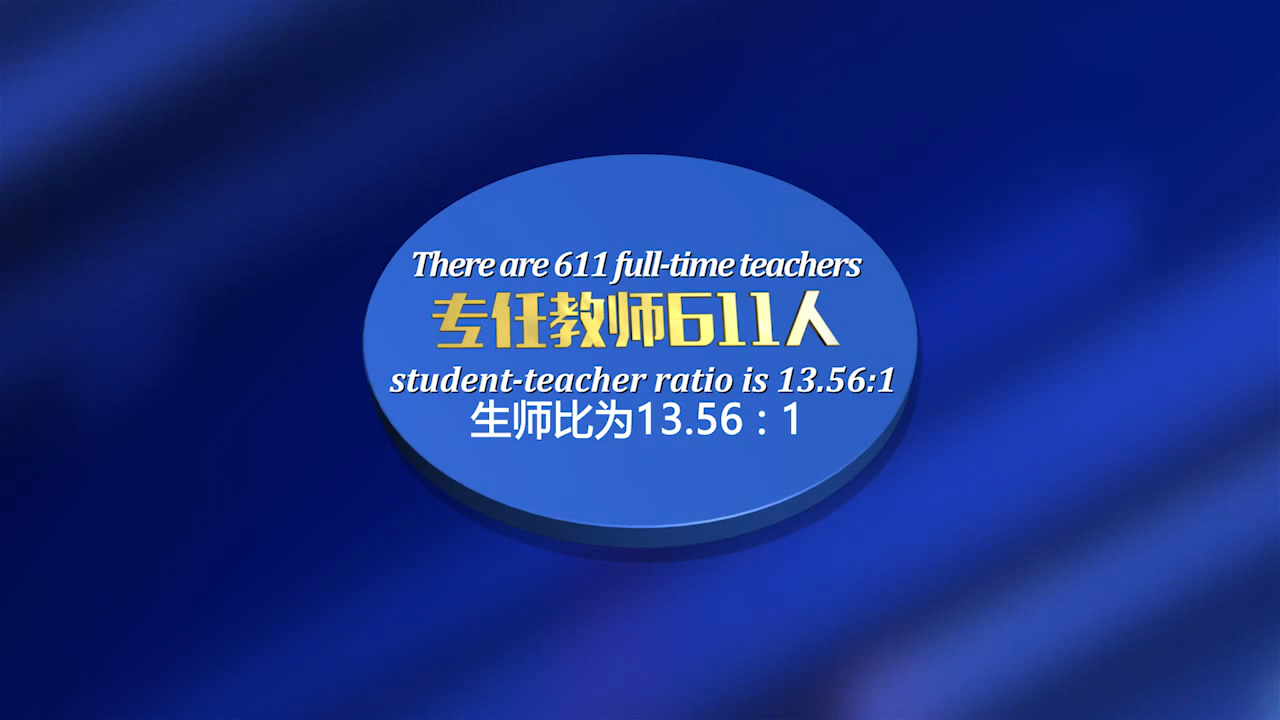 There are 611 full-time teachers
专任教师611人
student-teacher ratio is 13.56:1
生师比为13.56：1